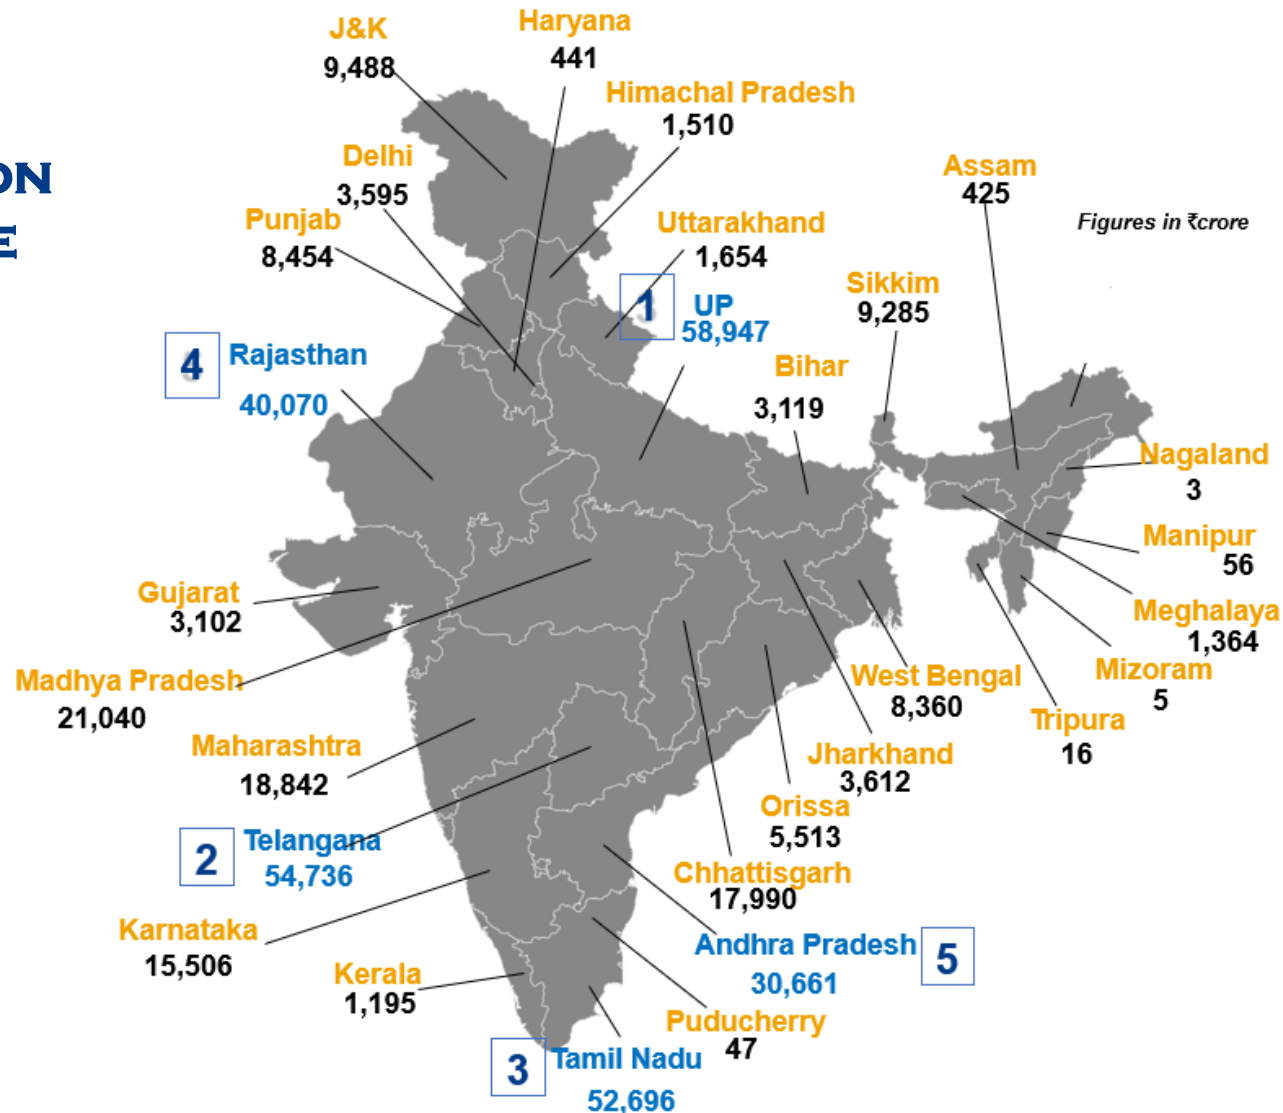 ON
E
Figures in ₹crore
J&K
9,488
Haryana
441
Himachal Pradesh
1,510
Delhi
3,595
Punjab
8,454
Uttarakhand
1,654
Assam
425
Sikkim
9,285
1
UP
58,947
4
Rajasthan
40,070
Bihar
3,119
Nagaland
3
Manipur
56
Gujarat
3,102
Meghalaya
1,364
Madhya Pradesh
21,040
West Bengal
8,360
Mizoram
5
Tripura
16
Maharashtra
18,842
Jharkhand
3,612
Orissa
5,513
2
Telangana
54,736
Chhattisgarh
17,990
Karnataka
15,506
Andhra Pradesh
30,661
5
Kerala
1,195
Puducherry
47
3
Tamil Nadu
52,696